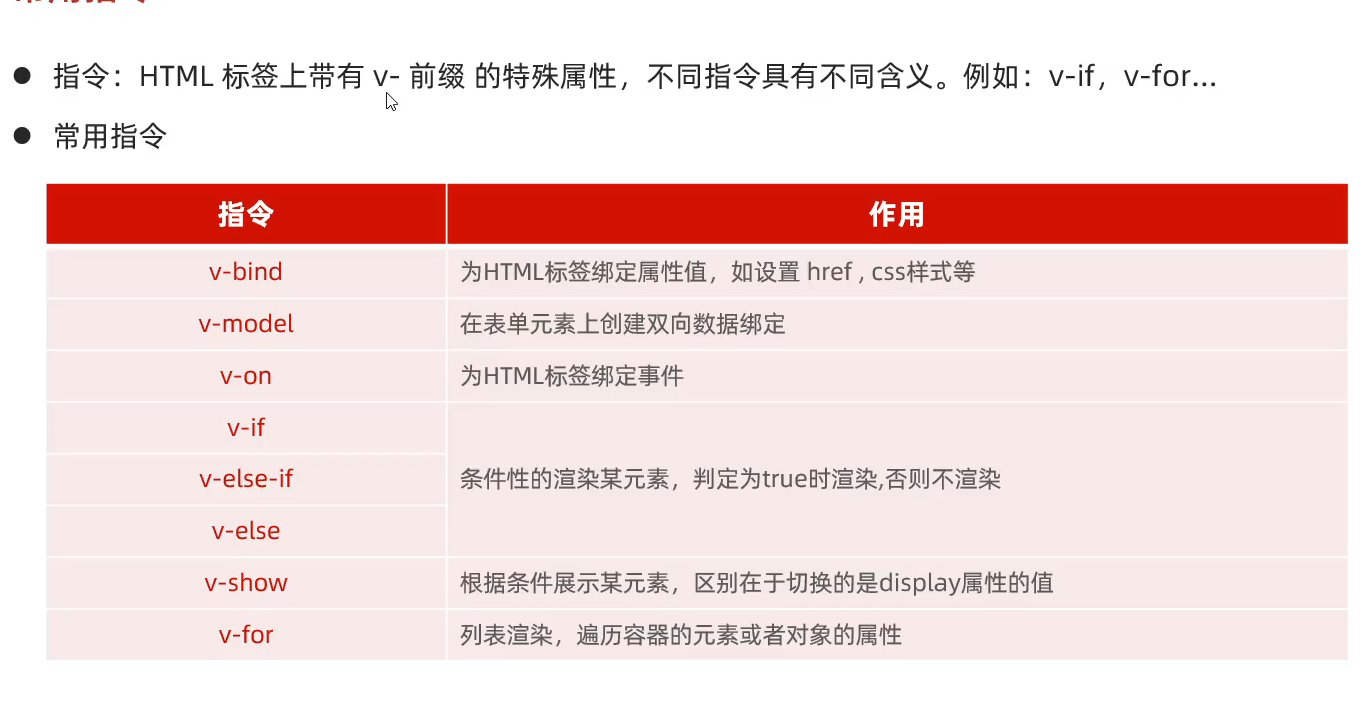 常用指令
指令：HTML 标签上带有 v- 前缀 的特殊属性，不同指令具有不同含义。例如：v-if，v-for…
常用指令
指令 作用
v-bind 为HTML标签绑定属性值，如设置 href , css样式等
v-model 在表单元素上创建双向数据绑定
v-on 为HTML标签绑定事件
v-if
v-else-if 条件性的渲染某元素，判定为true时渲染,否则不渲染
v-else
v-show 根据条件展示某元素，区别在于切换的是display属性的值
v-for 列表渲染，遍历容器的元素或者对象的属性